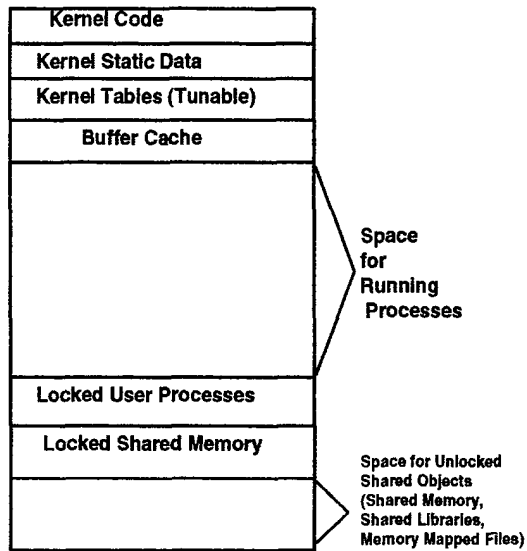 Kernel Code
Kernel Static Data
Kernel Tables (Tunable)
Buffer Cache
Space
for
Running
Processes
Locked User Processes
Locked Shared Memory
Space for Unlocked
Shared Objects
(Shared Memory,
Shared Libraries,
Memory Mapped Files)